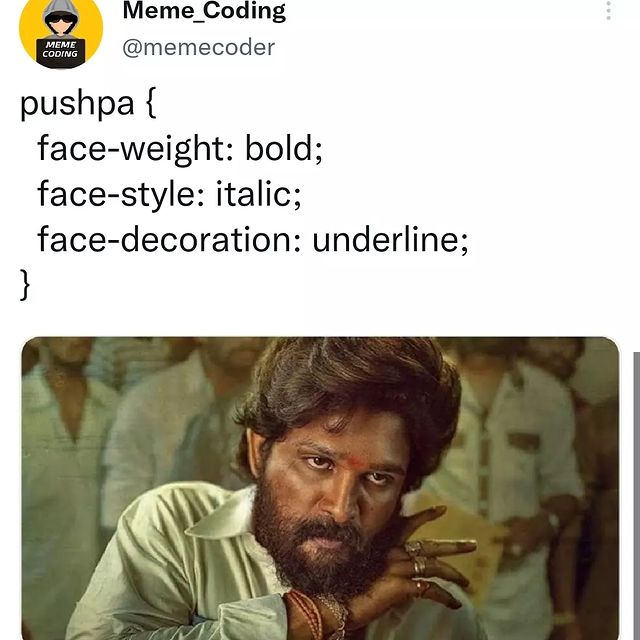 Meme_Coding
MEME
CODING
@memecoder
pushpa {
face-weight: bold;
face-style: italic;
face-decoration: underline;
}